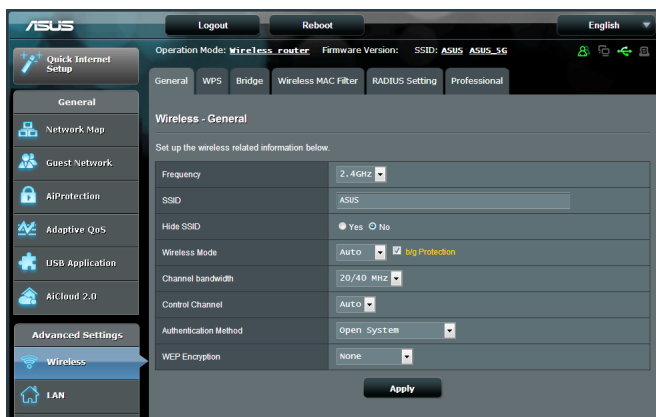 ASUS
Logout
Reboot
English
Quick Internet
Setup
Operation Mode: Wireless router Firmware Version: SSID: ASUS ASUS_5G
General WPS Bridge Wireless MAC Filter RADIUS Setting Professional
General
Network Map
Guest Network
AiProtection
Adaptive QoS
USB Application
AiCloud 2.0
Advanced Settings
Wireless
LAN
Wireless - General
Set up the wireless related information below.
Frequency 2.4GHz
SSID ASUS
Hide SSID Yes No
Wireless Mode Auto b/g Protection
Channel bandwidth 20/40 MHz
Control Channel Auto
Authentication Method Open System
WEP Encryption None
Apply